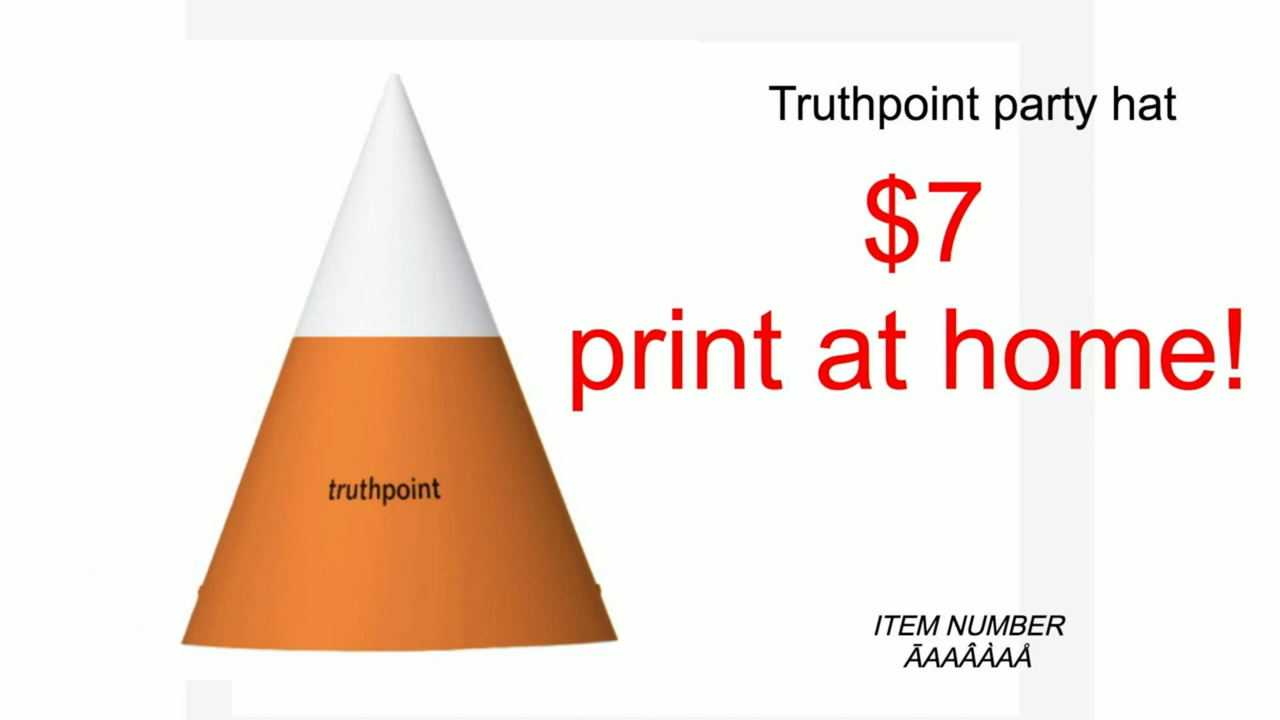 Truthpoint party hat
$7
print at home!
truthpoint
ITEM NUMBER
ĀAAÂÀAÅ